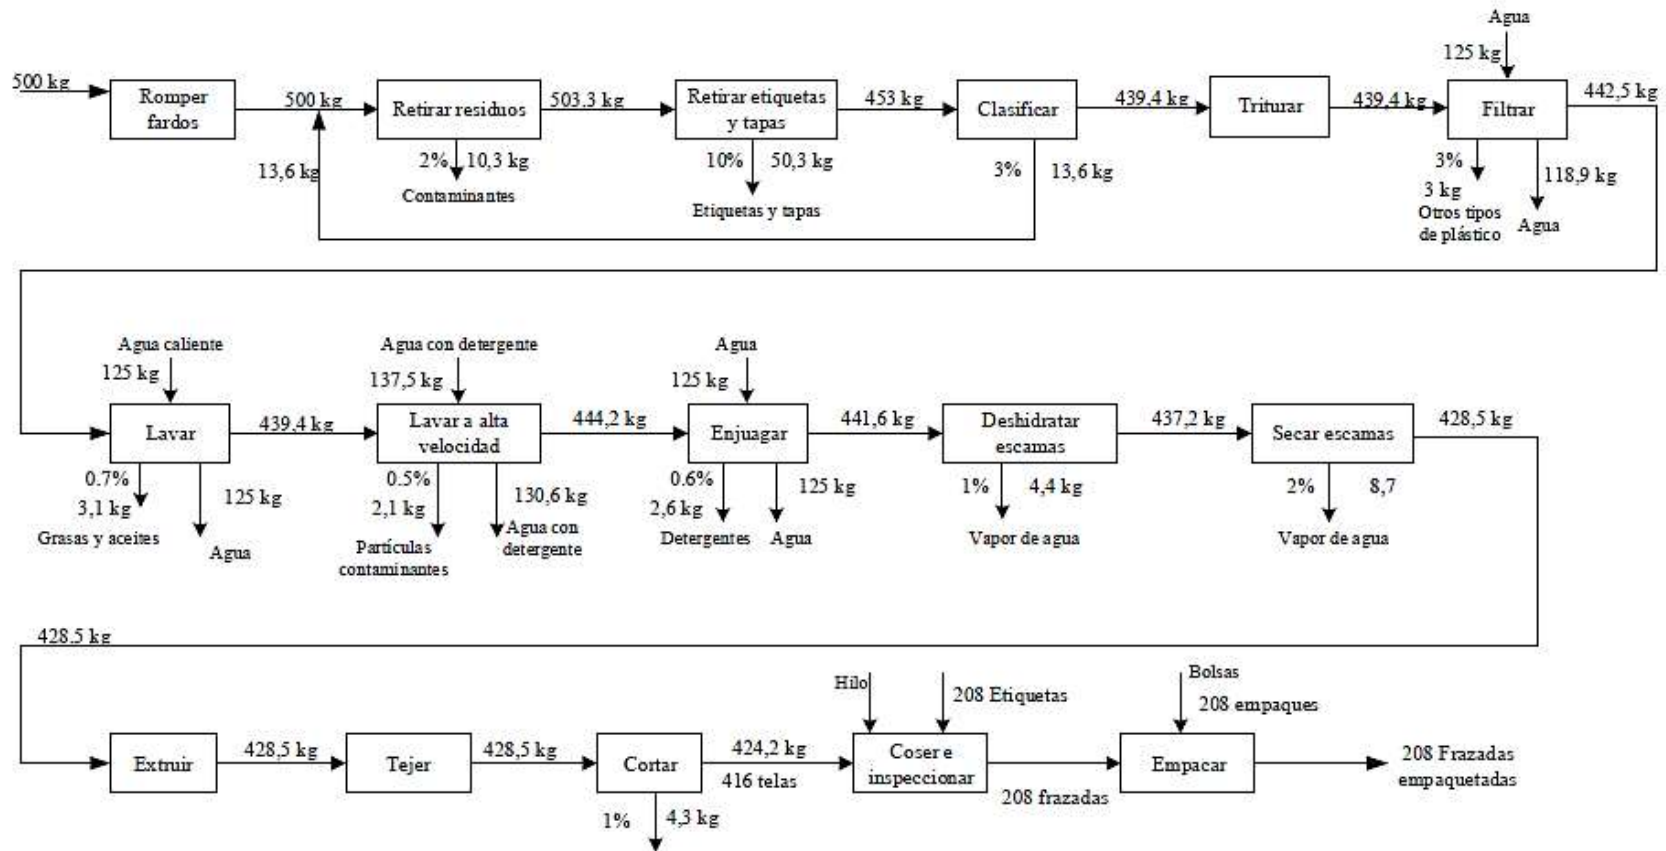 Agua
125 kg
500 kg
Romper
fardos
500 kg
Retirar residuos
503.3 kg
Retirar etiquetas
y tapas
453 kg
Clasificar
439.4 kg
Triturar
439,4 kg
Filtrar
442,5 kg
13,6 kg
2%
10,3 kg
Contaminantes
10%
50,3 kg
Etiquetas y tapas
3%
13,6 kg
3%
3 kg
Otros tipos
de plástico
118,9 kg
Agua
Agua caliente
125 kg
Agua con detergente
137,5 kg
Agua
125 kg
Lavar
439,4 kg
Lavar a alta
velocidad
444,2 kg
Enjuagar
441,6 kg
Deshidratar
escamas
437,2 kg
Secar escamas
428,5 kg
0.7%
3,1 kg
Grasas y aceites
125 kg
Agua
0.5%
2,1 kg
Partículas
contaminantes
130,6 kg
Agua con
detergente
0.6%
2,6 kg
Detergentes
125 kg
Agua
1%
4,4 kg
Vapor de agua
2%
8,7
Vapor de agua
428.5 kg
Hilo
208 Etiquetas
Bolsas
208 empaques
Extruir
428,5 kg
Tejer
428,5 kg
Cortar
424,2 kg
416 telas
Coser e
inspeccionar
208 frazadas
Empacar
208 Frazadas
empaquetadas
1%
4,3 kg